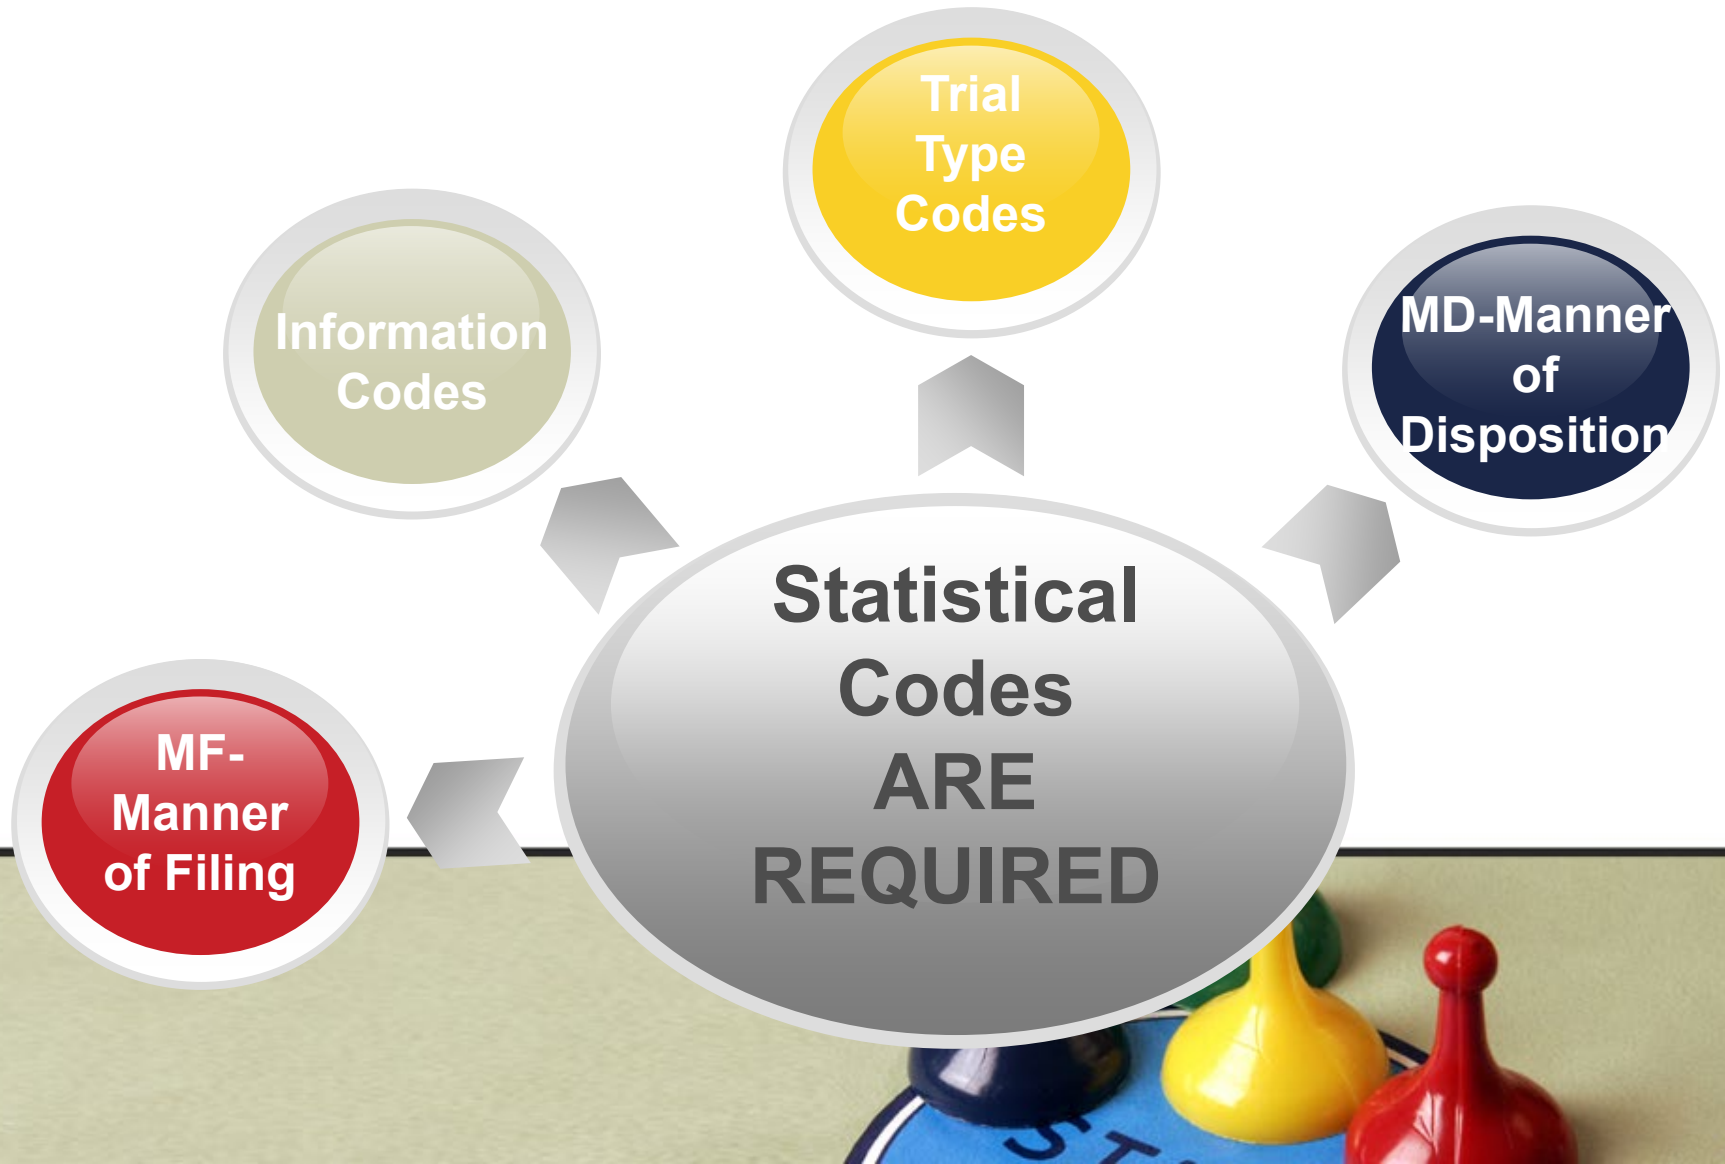 Trial
Type
Codes
Information
Codes
MD-Manner
of
Disposition
Statistical
Codes
ARE
REQUIRED
MF-
Manner
of Filing